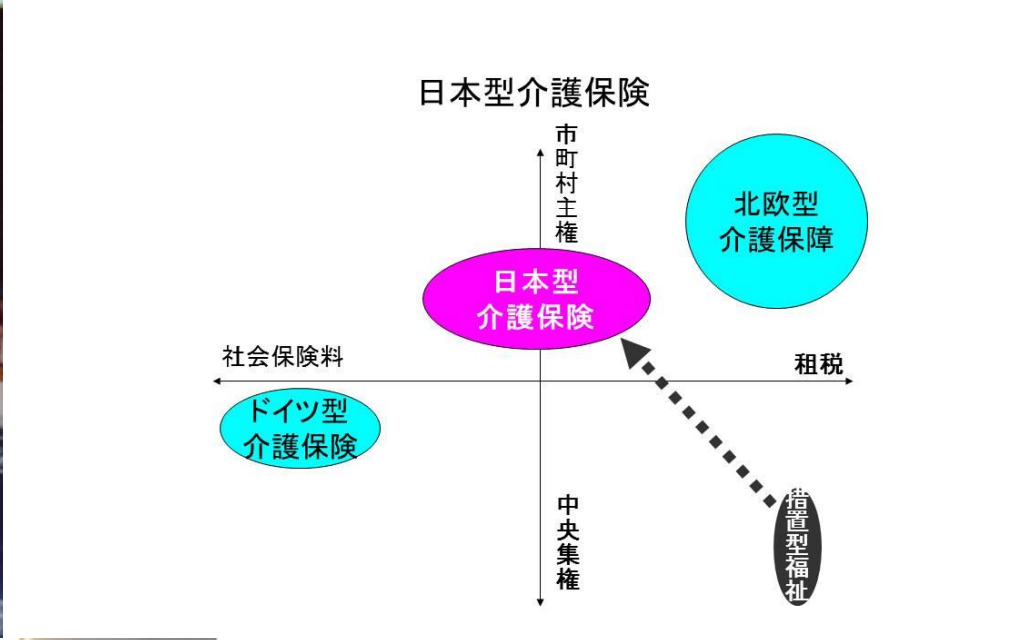 日本型介護保険
市町村主権
北欧型
介護保障
日本型
介護保険
社会保険料
租税
ドイツ型
介護保険
中央集権
措置型福祉